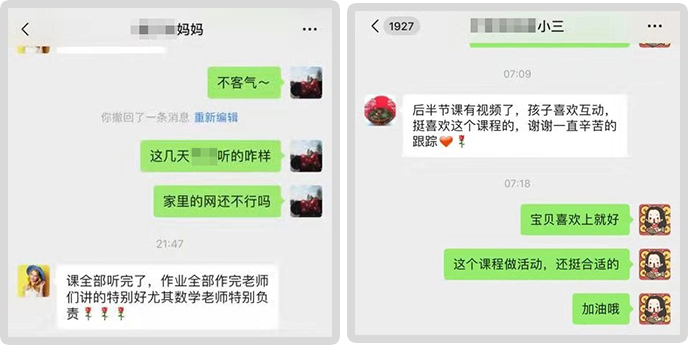 妈妈
不客气～
你撤回了一条消息 重新编辑
这几天 听的咋样
家里的网还不行吗
21:47
课全部听完了，作业全部作完老师
们讲的特别好尤其数学老师特别负
责🌹🌹🌹
1927
小三
07:09
后半节课有视频了，孩子喜欢互动，
挺喜欢这个课程的，谢谢一直辛苦的
跟踪❤️🌹
07:18
宝贝喜欢上就好
这个课程做活动，还挺合适的
加油哦